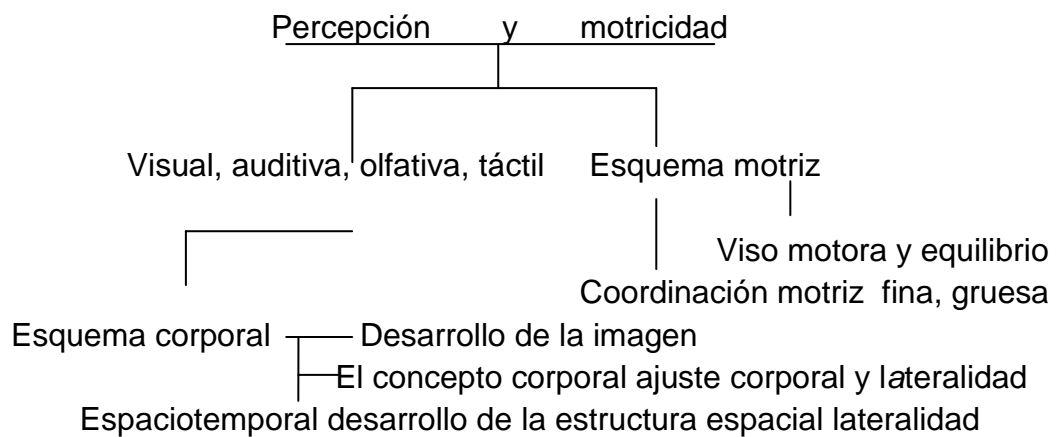 Percepción y motricidad
Visual, auditiva, olfativa, táctil Esquema motriz
Viso motora y equilibrio
Coordinación motriz fina, gruesa
Esquema corporal Desarrollo de la imagen
El concepto corporal ajuste corporal y lateralidad
Espaciotemporal desarrollo de la estructura espacial lateralidad